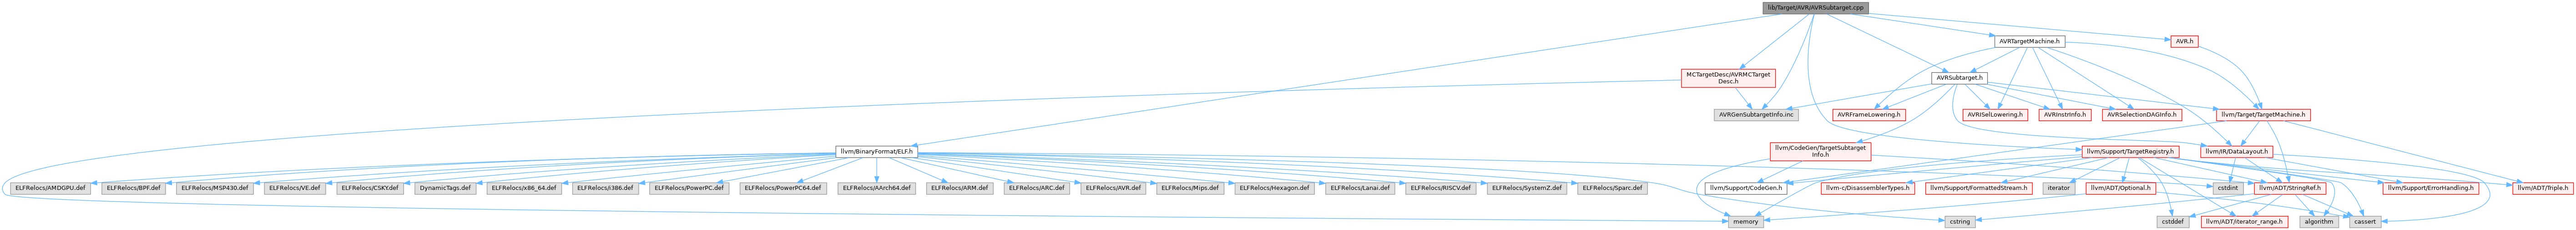 lib/Target/AVR/AVRSubtarget.cpp
AVRTargetMachine.h
AVR.h
MCTargetDesc/AVRMCTarget
Desc.h
AVRSubtarget.h
AVRGenSubtargetInfo.inc
AVRFrameLowering.h
AVRISelLowering.h
AVRInstrInfo.h
AVRSelectionDAGInfo.h
llvm/Target/TargetMachine.h
llvm/BinaryFormat/ELF.h
llvm/CodeGen/TargetSubtarget
Info.h
llvm/Support/TargetRegistry.h
llvm/IR/DataLayout.h
ELFRelocs/AMDGPU.def
ELFRelocs/BPF.def
ELFRelocs/MSP430.def
ELFRelocs/VE.def
ELFRelocs/CSKY.def
DynamicTags.def
ELFRelocs/x86_64.def
ELFRelocs/i386.def
ELFRelocs/PowerPC.def
ELFRelocs/PowerPC64.def
ELFRelocs/AArch64.def
ELFRelocs/ARM.def
ELFRelocs/ARC.def
ELFRelocs/AVR.def
ELFRelocs/Mips.def
ELFRelocs/Hexagon.def
ELFRelocs/Lanai.def
ELFRelocs/RISCV.def
ELFRelocs/SystemZ.def
ELFRelocs/Sparc.def
llvm/Support/CodeGen.h
llvm-c/DisassemblerTypes.h
llvm/Support/FormattedStream.h
iterator
llvm/ADT/Optional.h
cstdint
llvm/ADT/StringRef.h
llvm/Support/ErrorHandling.h
llvm/ADT/Triple.h
memory
cstring
cstddef
llvm/ADT/iterator_range.h
algorithm
cassert